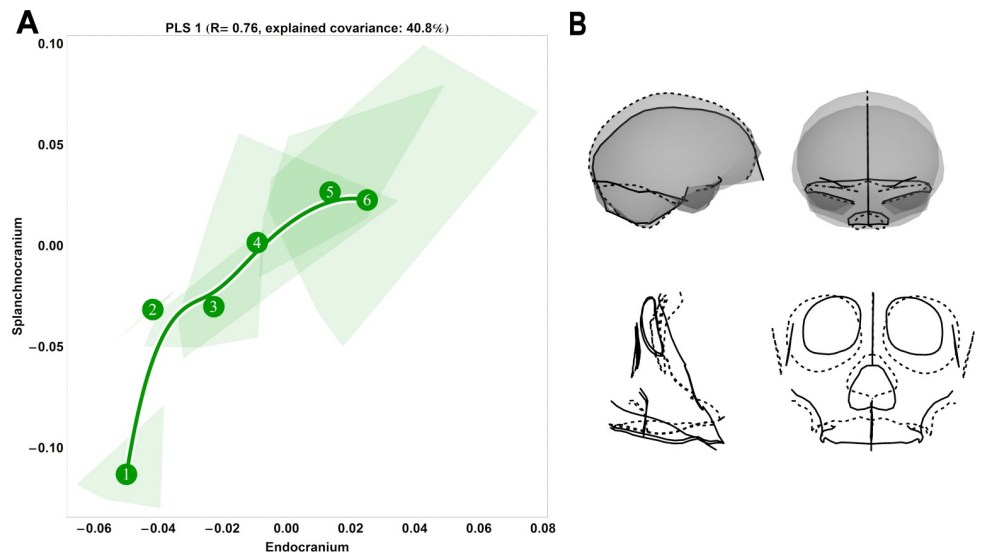 A
PLS 1 (R= 0.76, explained covariance: 40.8%)
B
0.10
0.05
0.00
−0.05
−0.10
Splanchnocranium
5
6
4
2
3
1
−0.06 −0.04 −0.02 0.00 0.02 0.04 0.06 0.08
Endocranium